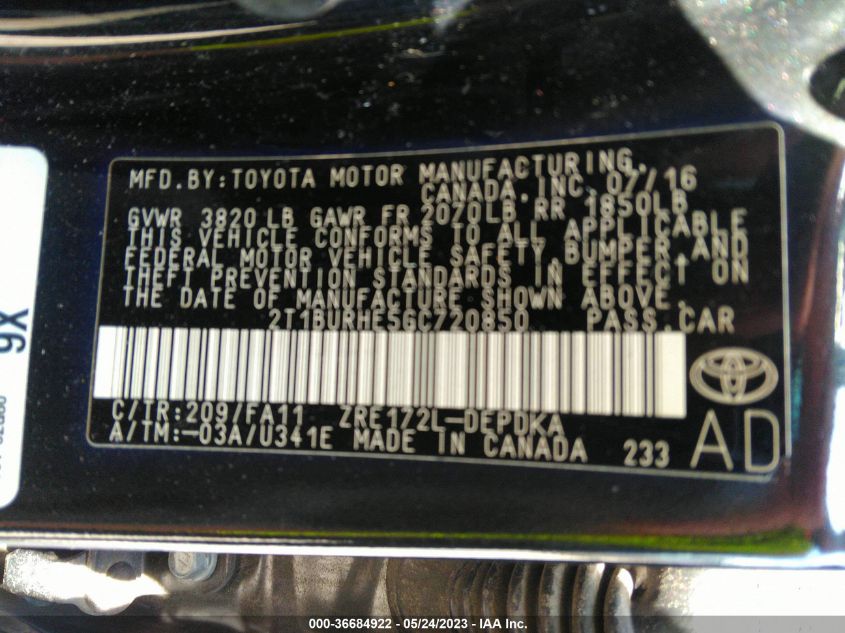 MFD.BY:TOYOTA MOTOR MANUFACTURING,
CANADA,INC. 07/16
GVWR 3820 LB GAWR FR 2070LB RR 1850LB
THIS VEHICLE CONFORMS TO ALL APPLICABLE
FEDERAL MOTOR VEHICLE SAFETY,BUMPER,AND
THEFT PREVENTION STANDARDS IN EFFECT ON
THE DATE OF MANUFACTURE SHOWN ABOVE.
2T1BURHE5GC720850 PASS.CAR
C/TR:209/FA11 ZRE172L-DEPDKA
A/TM:-03A/U341E MADE IN CANADA 233
AD
9X
000-36684922 - 05/24/2023 - IAA Inc.